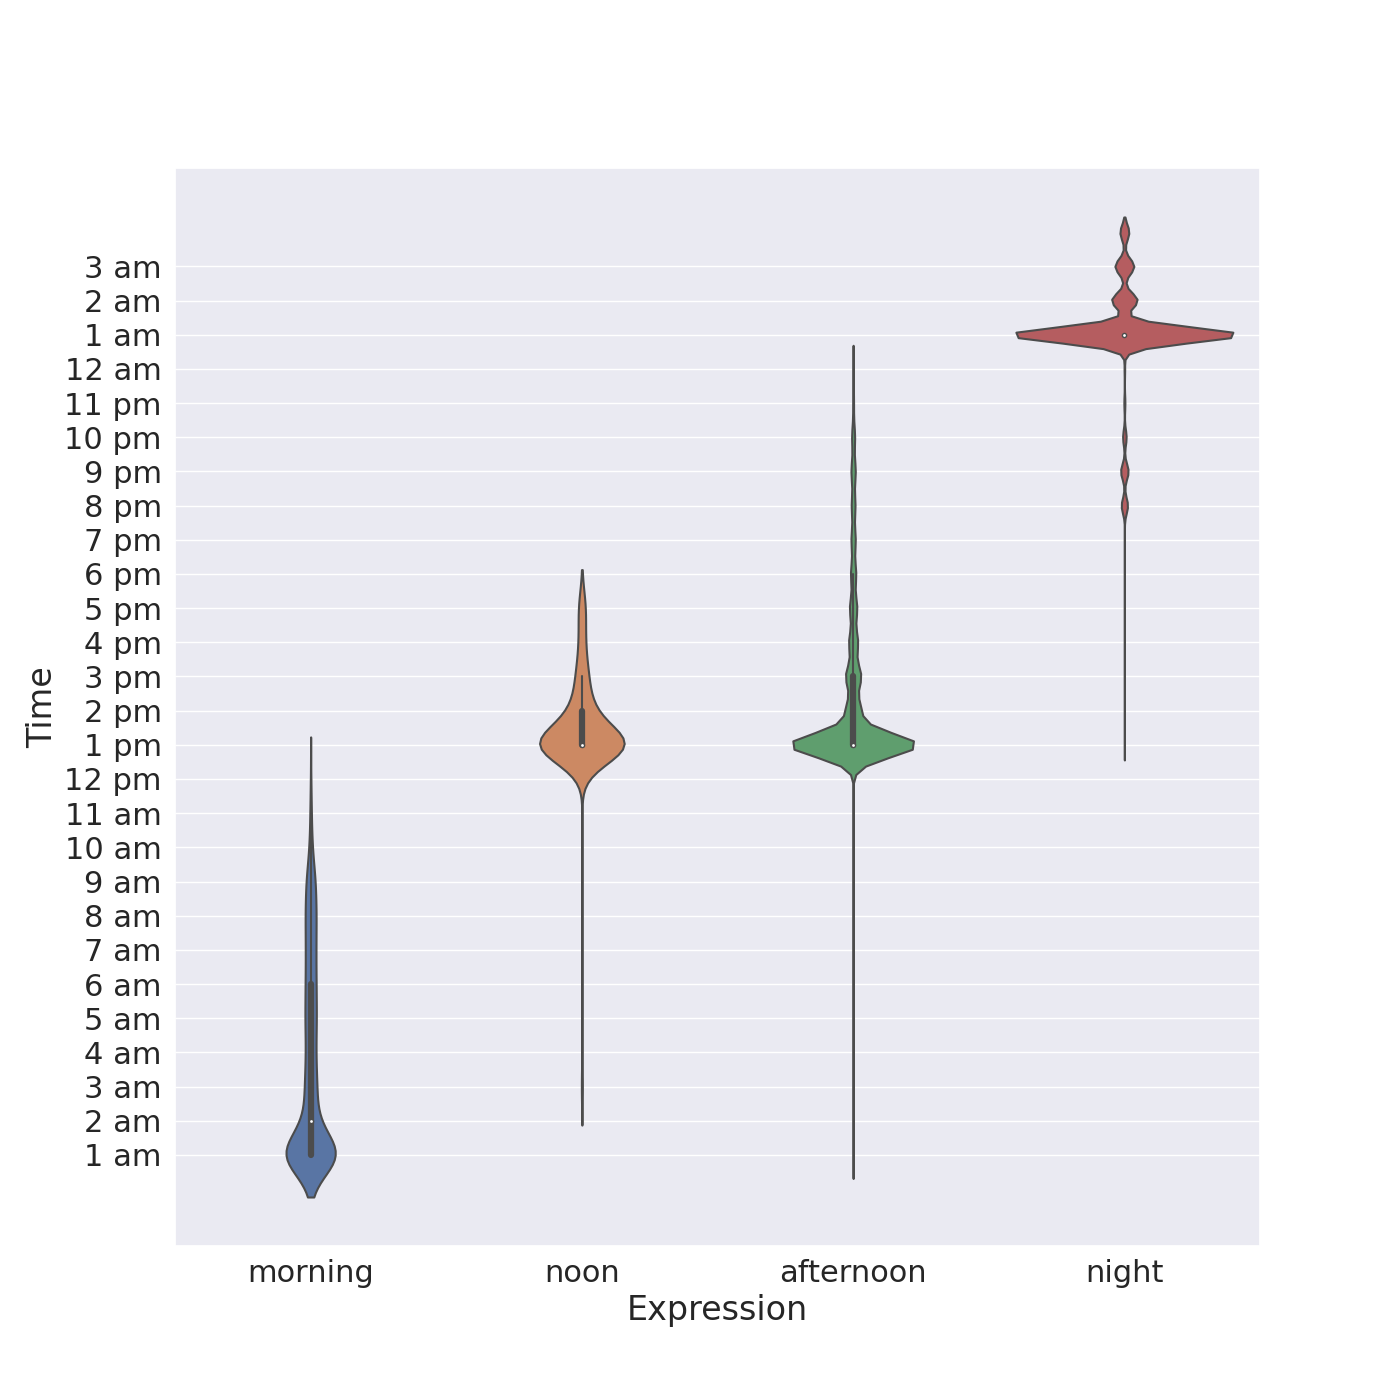 3 am
2 am
1 am
12 am
11 pm
10 pm
9 pm
8 pm
7 pm
6 pm
5 pm
4 pm
3 pm
2 pm
1 pm
12 pm
11 am
10 am
9 am
8 am
7 am
6 am
5 am
4 am
3 am
2 am
1 am
Time
morning noon afternoon night
Expression